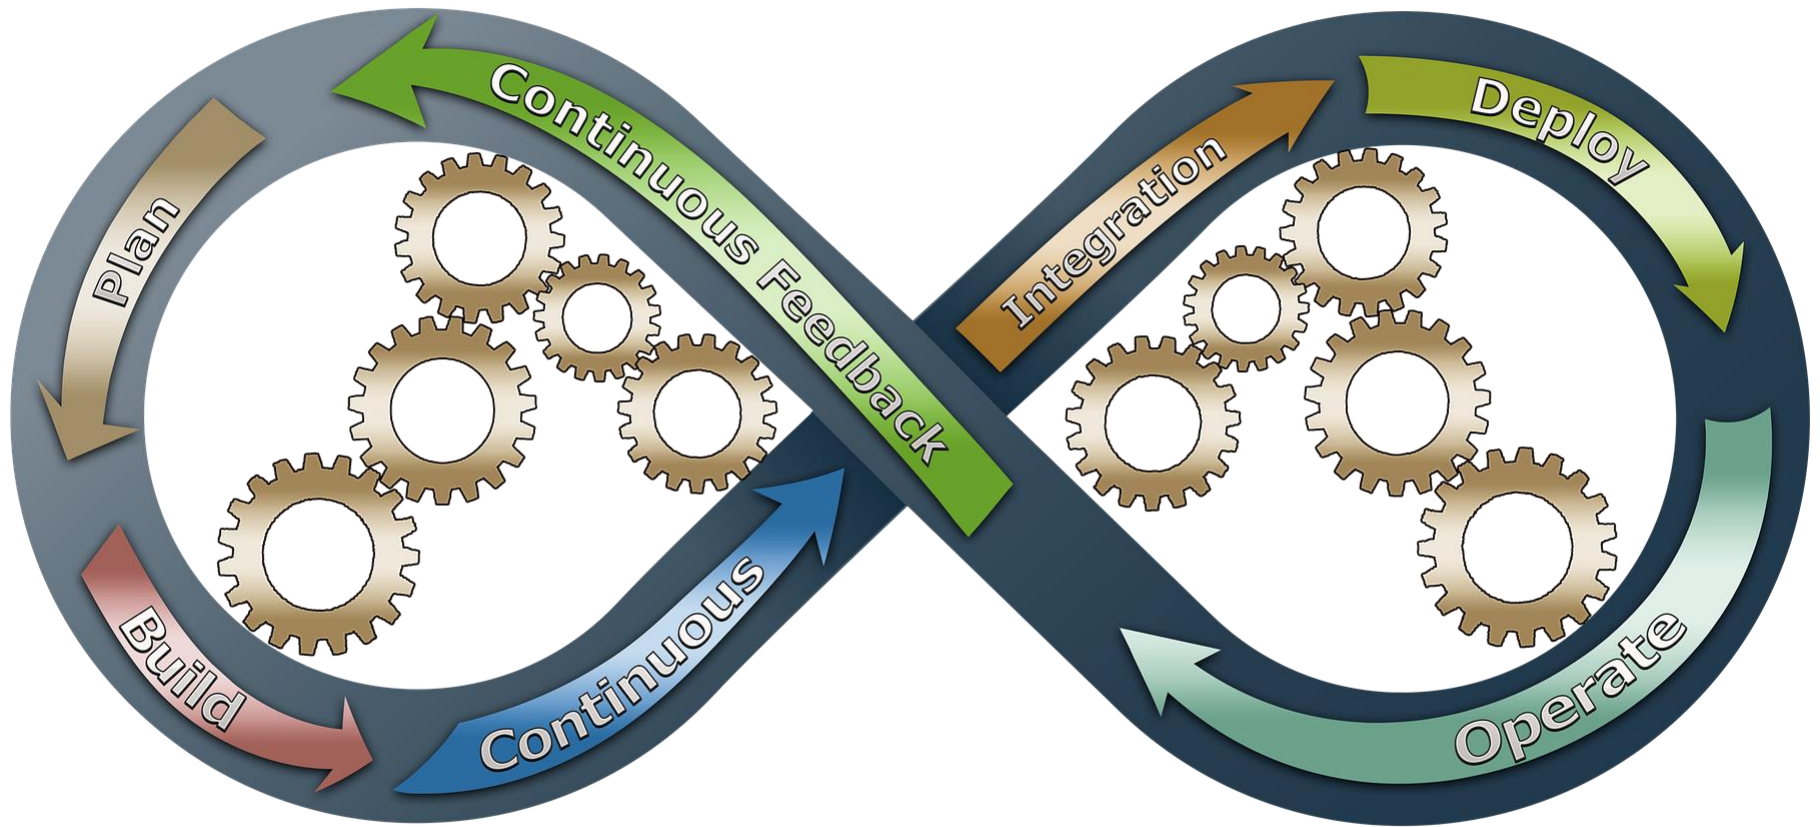 Continuous Feedback
Plan
Build
Continuous
Integration
Deploy
Operate